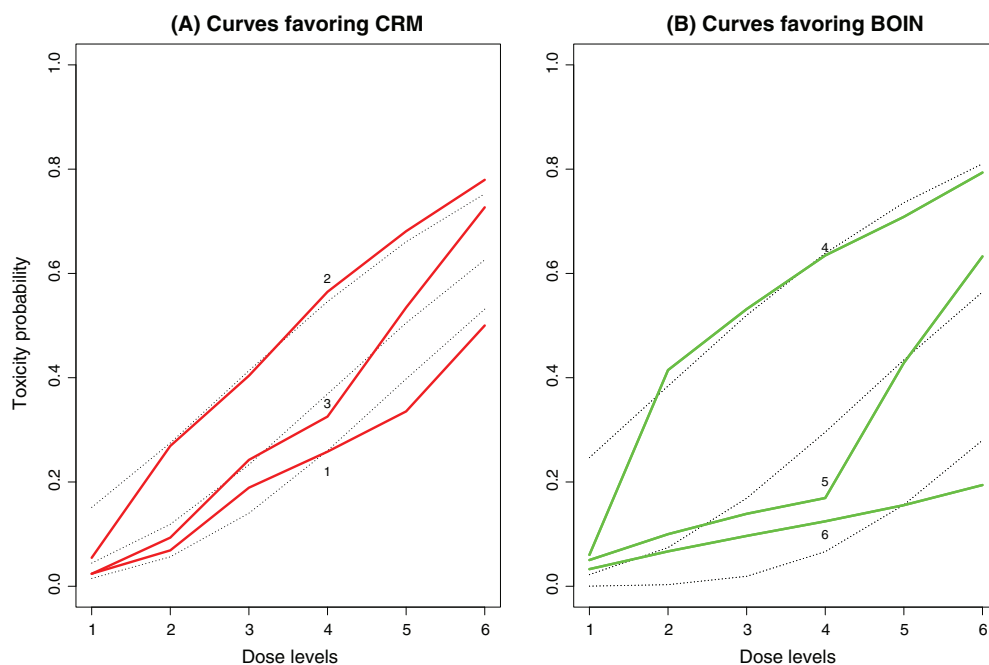 (A) Curves favoring CRM
Toxicity probability
1.0
0.8
0.6
0.4
0.2
0.0
2
3
1
1 2 3 4 5 6
Dose levels
(B) Curves favoring BOIN
1.0
0.8
0.6
0.4
0.2
0.0
4
5
6
1 2 3 4 5 6
Dose levels